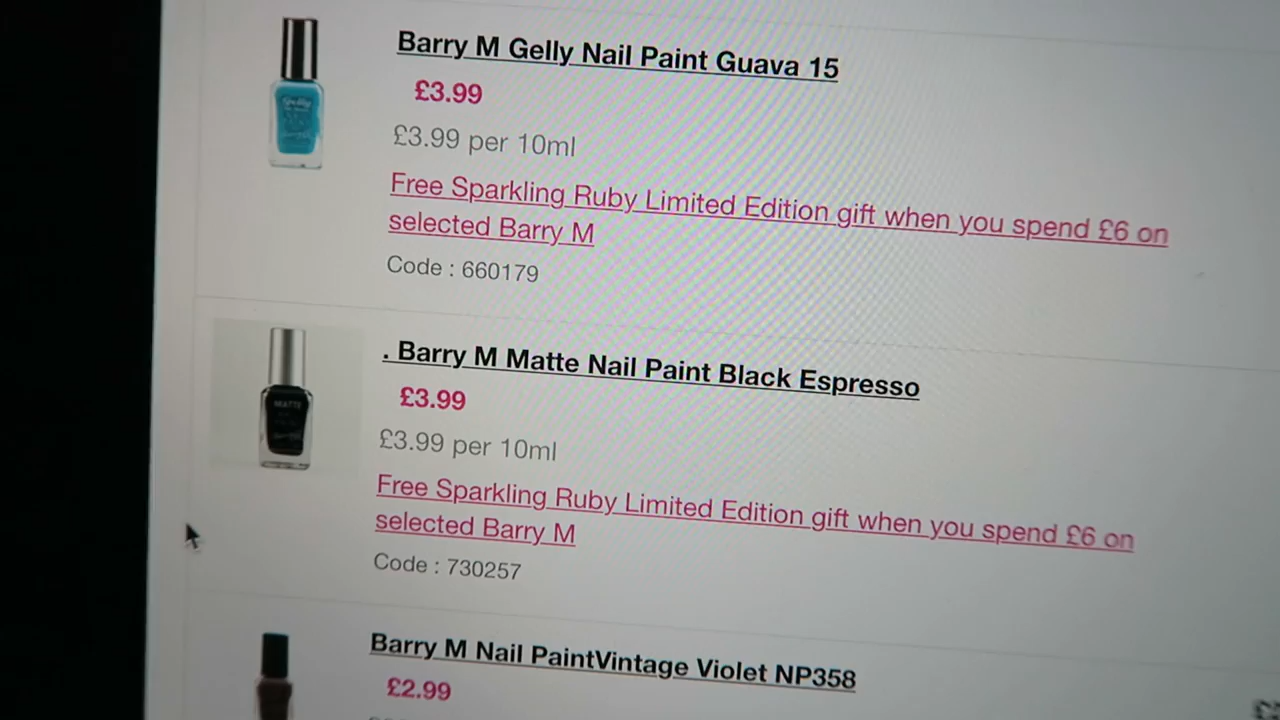 Barry M Gelly Nail Paint Guava 15
£3.99
£3.99 per 10ml
Free Sparkling Ruby Limited Edition gift when you spend £6 on
selected Barry M
Code : 660179
. Barry M Matte Nail Paint Black Espresso
MATTE
£3.99
£3.99 per 10ml
Free Sparkling Ruby Limited Edition gift when you spend £6 on
selected Barry M
Code : 730257
Barry M Nail PaintVintage Violet NP358
£2.99